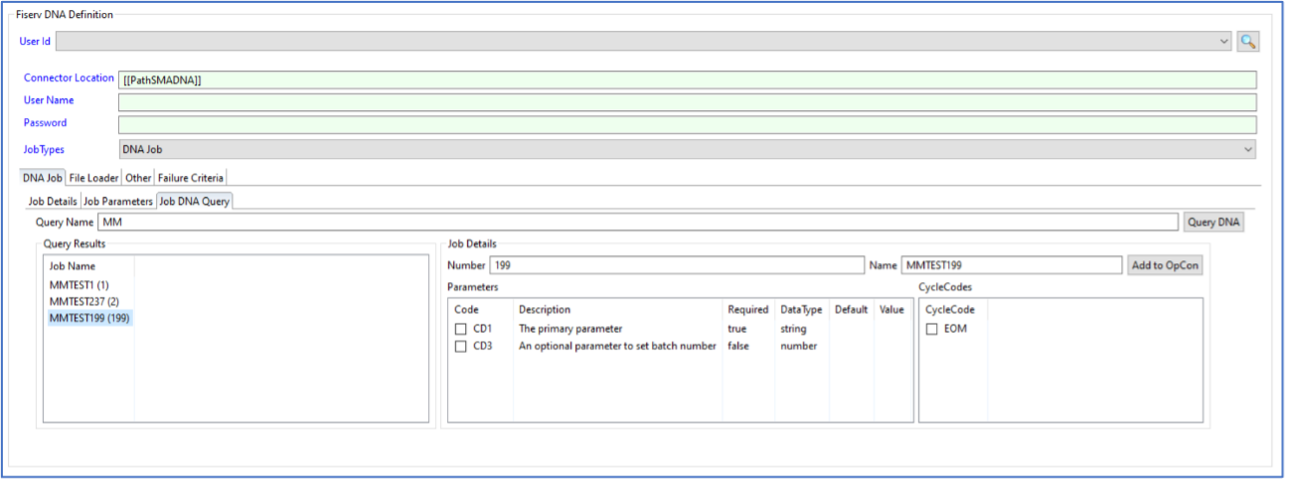 Fiserv DNA Definition
User Id
Connector Location [[PathSMADNA]]
User Name
Password
JobTypes DNA Job
DNA Job File Loader Other Failure Criteria
Job Details Job Parameters Job DNA Query
Query Name MM Query DNA
Query Results
Job Name
MMTEST1 (1)
MMTEST237 (2)
MMTEST199 (199)
Job Details
Number 199 Name MMTEST199 Add to OpCon
Parameters
Code Description Required DataType Default Value
CD1 The primary parameter true string
CD3 An optional parameter to set batch number false number
CycleCodes
CycleCode
EOM